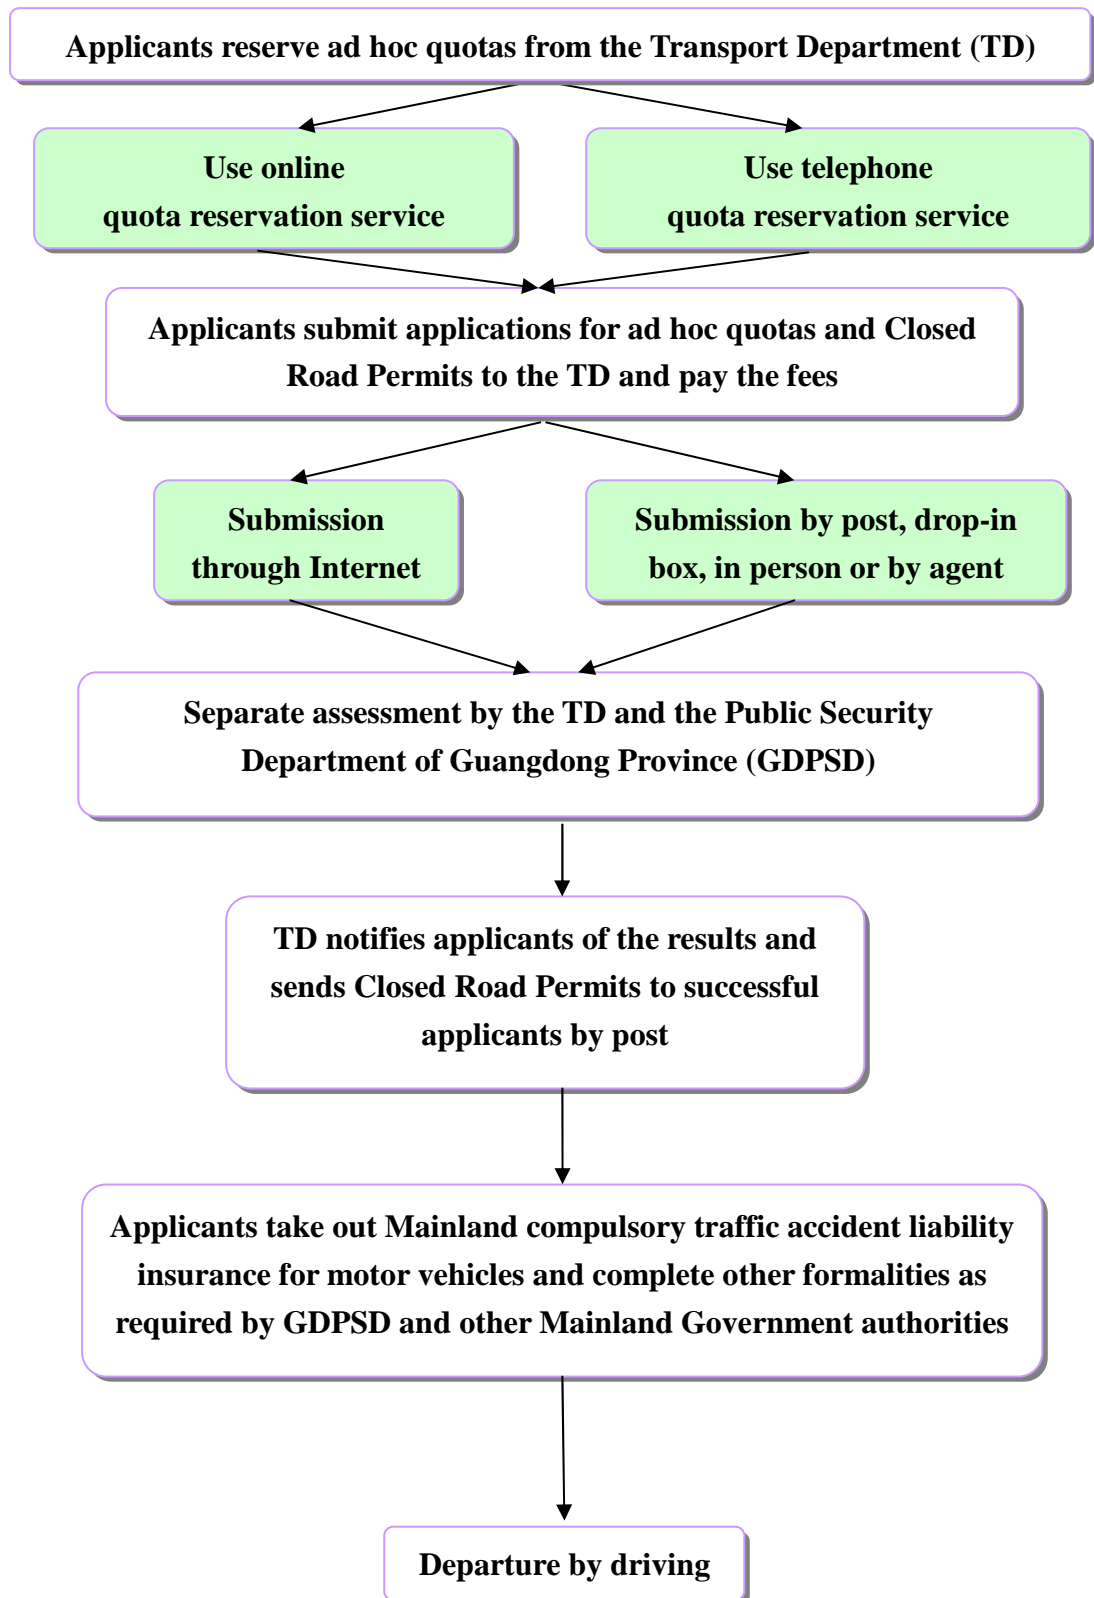 Applicants reserve ad hoc quotas from the Transport Department (TD)
Use online
quota reservation service
Use telephone
quota reservation service
Applicants submit applications for ad hoc quotas and Closed
Road Permits to the TD and pay the fees
Submission
through Internet
Submission by post, drop-in
box, in person or by agent
Separate assessment by the TD and the Public Security
Department of Guangdong Province (GDPSD)
TD notifies applicants of the results and
sends Closed Road Permits to successful
applicants by post
Applicants take out Mainland compulsory traffic accident liability
insurance for motor vehicles and complete other formalities as
required by GDPSD and other Mainland Government authorities
Departure by driving